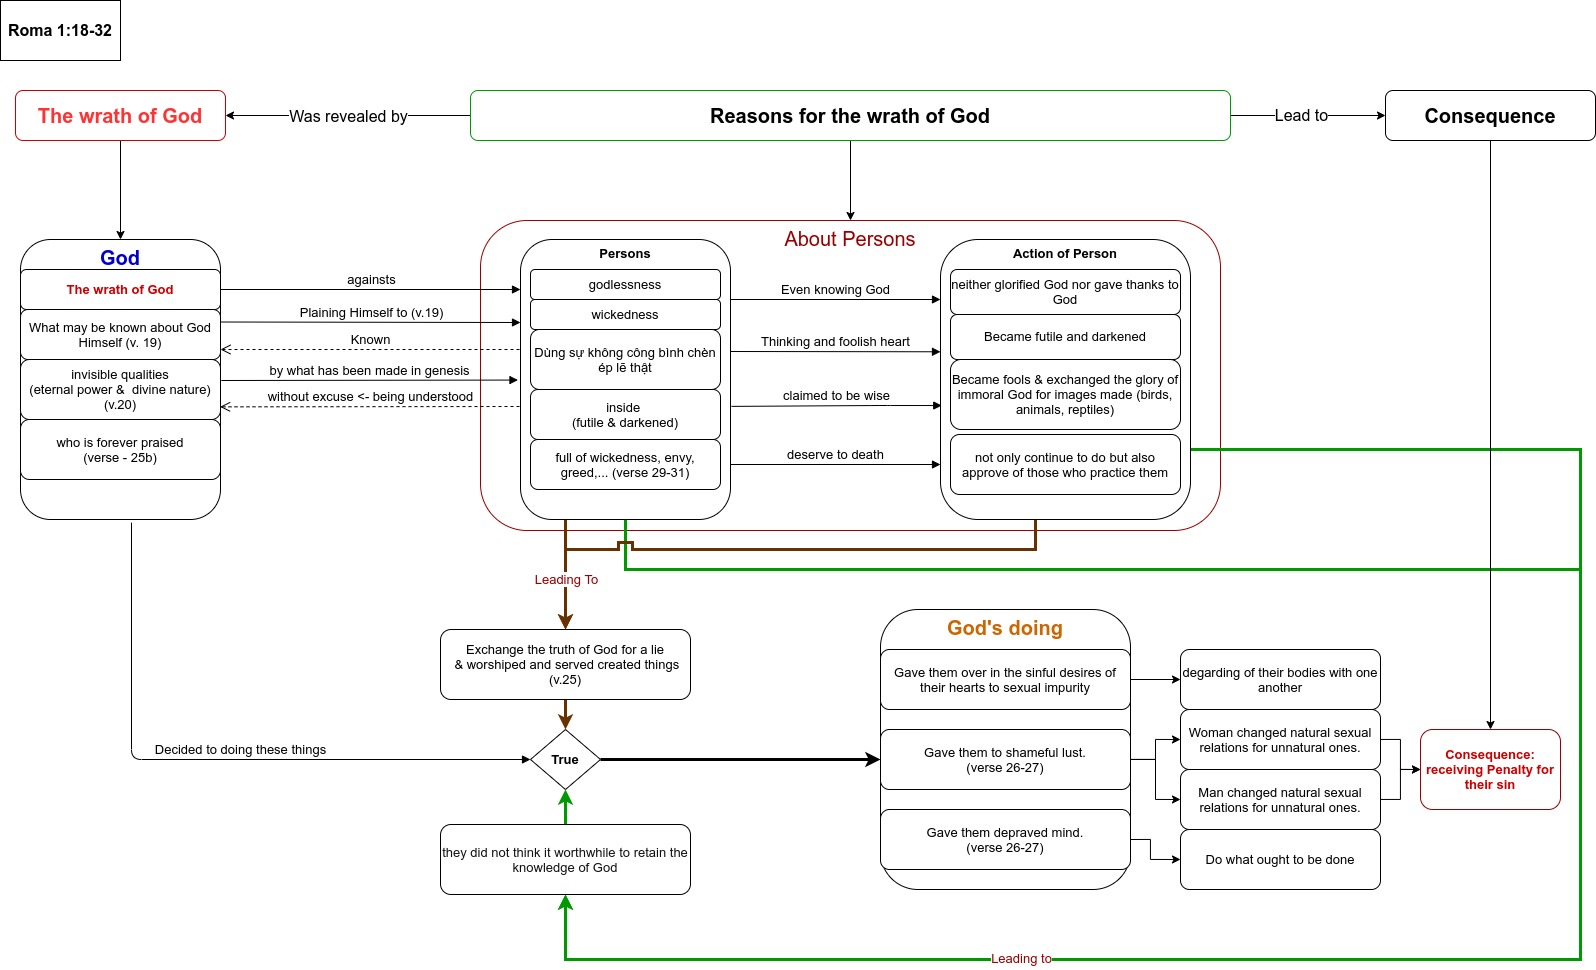 Roma 1:18-32
The wrath of God
Was revealed by
Reasons for the wrath of God
Lead to
Consequence
God
The wrath of God
What may be known about God
Himself (v. 19)
invisible qualities
(eternal power &  divine nature)
(v.20)
who is forever praised
(verse - 25b)
againsts
Plaining Himself to (v.19)
Known
by what has been made in genesis
without excuse <- being understood
About Persons
Persons
godlessness
wickedness
Dùng sự không công bình chèn
ép lẽ thật
inside
(futile & darkened)
full of wickedness, envy,
greed,... (verse 29-31)
Even knowing God
Thinking and foolish heart
claimed to be wise
deserve to death
Action of Person
neither glorified God nor gave thanks to
God
Became futile and darkened
Became fools & exchanged the glory of
immoral God for images made (birds,
animals, reptiles)
not only continue to do but also
approve of those who practice them
Leading To
Exchange the truth of God for a lie
& worshiped and served created things
(v.25)
Decided to doing these things
True
they did not think it worthwhile to retain the
knowledge of God
Leading to
God's doing
Gave them over in the sinful desires of
their hearts to sexual impurity
Gave them to shameful lust.
(verse 26-27)
Gave them depraved mind.
(verse 26-27)
degarding of their bodies with one
another
Woman changed natural sexual
relations for unnatural ones.
Man changed natural sexual
relations for unnatural ones.
Do what ought to be done
Consequence:
receiving Penalty for
their sin